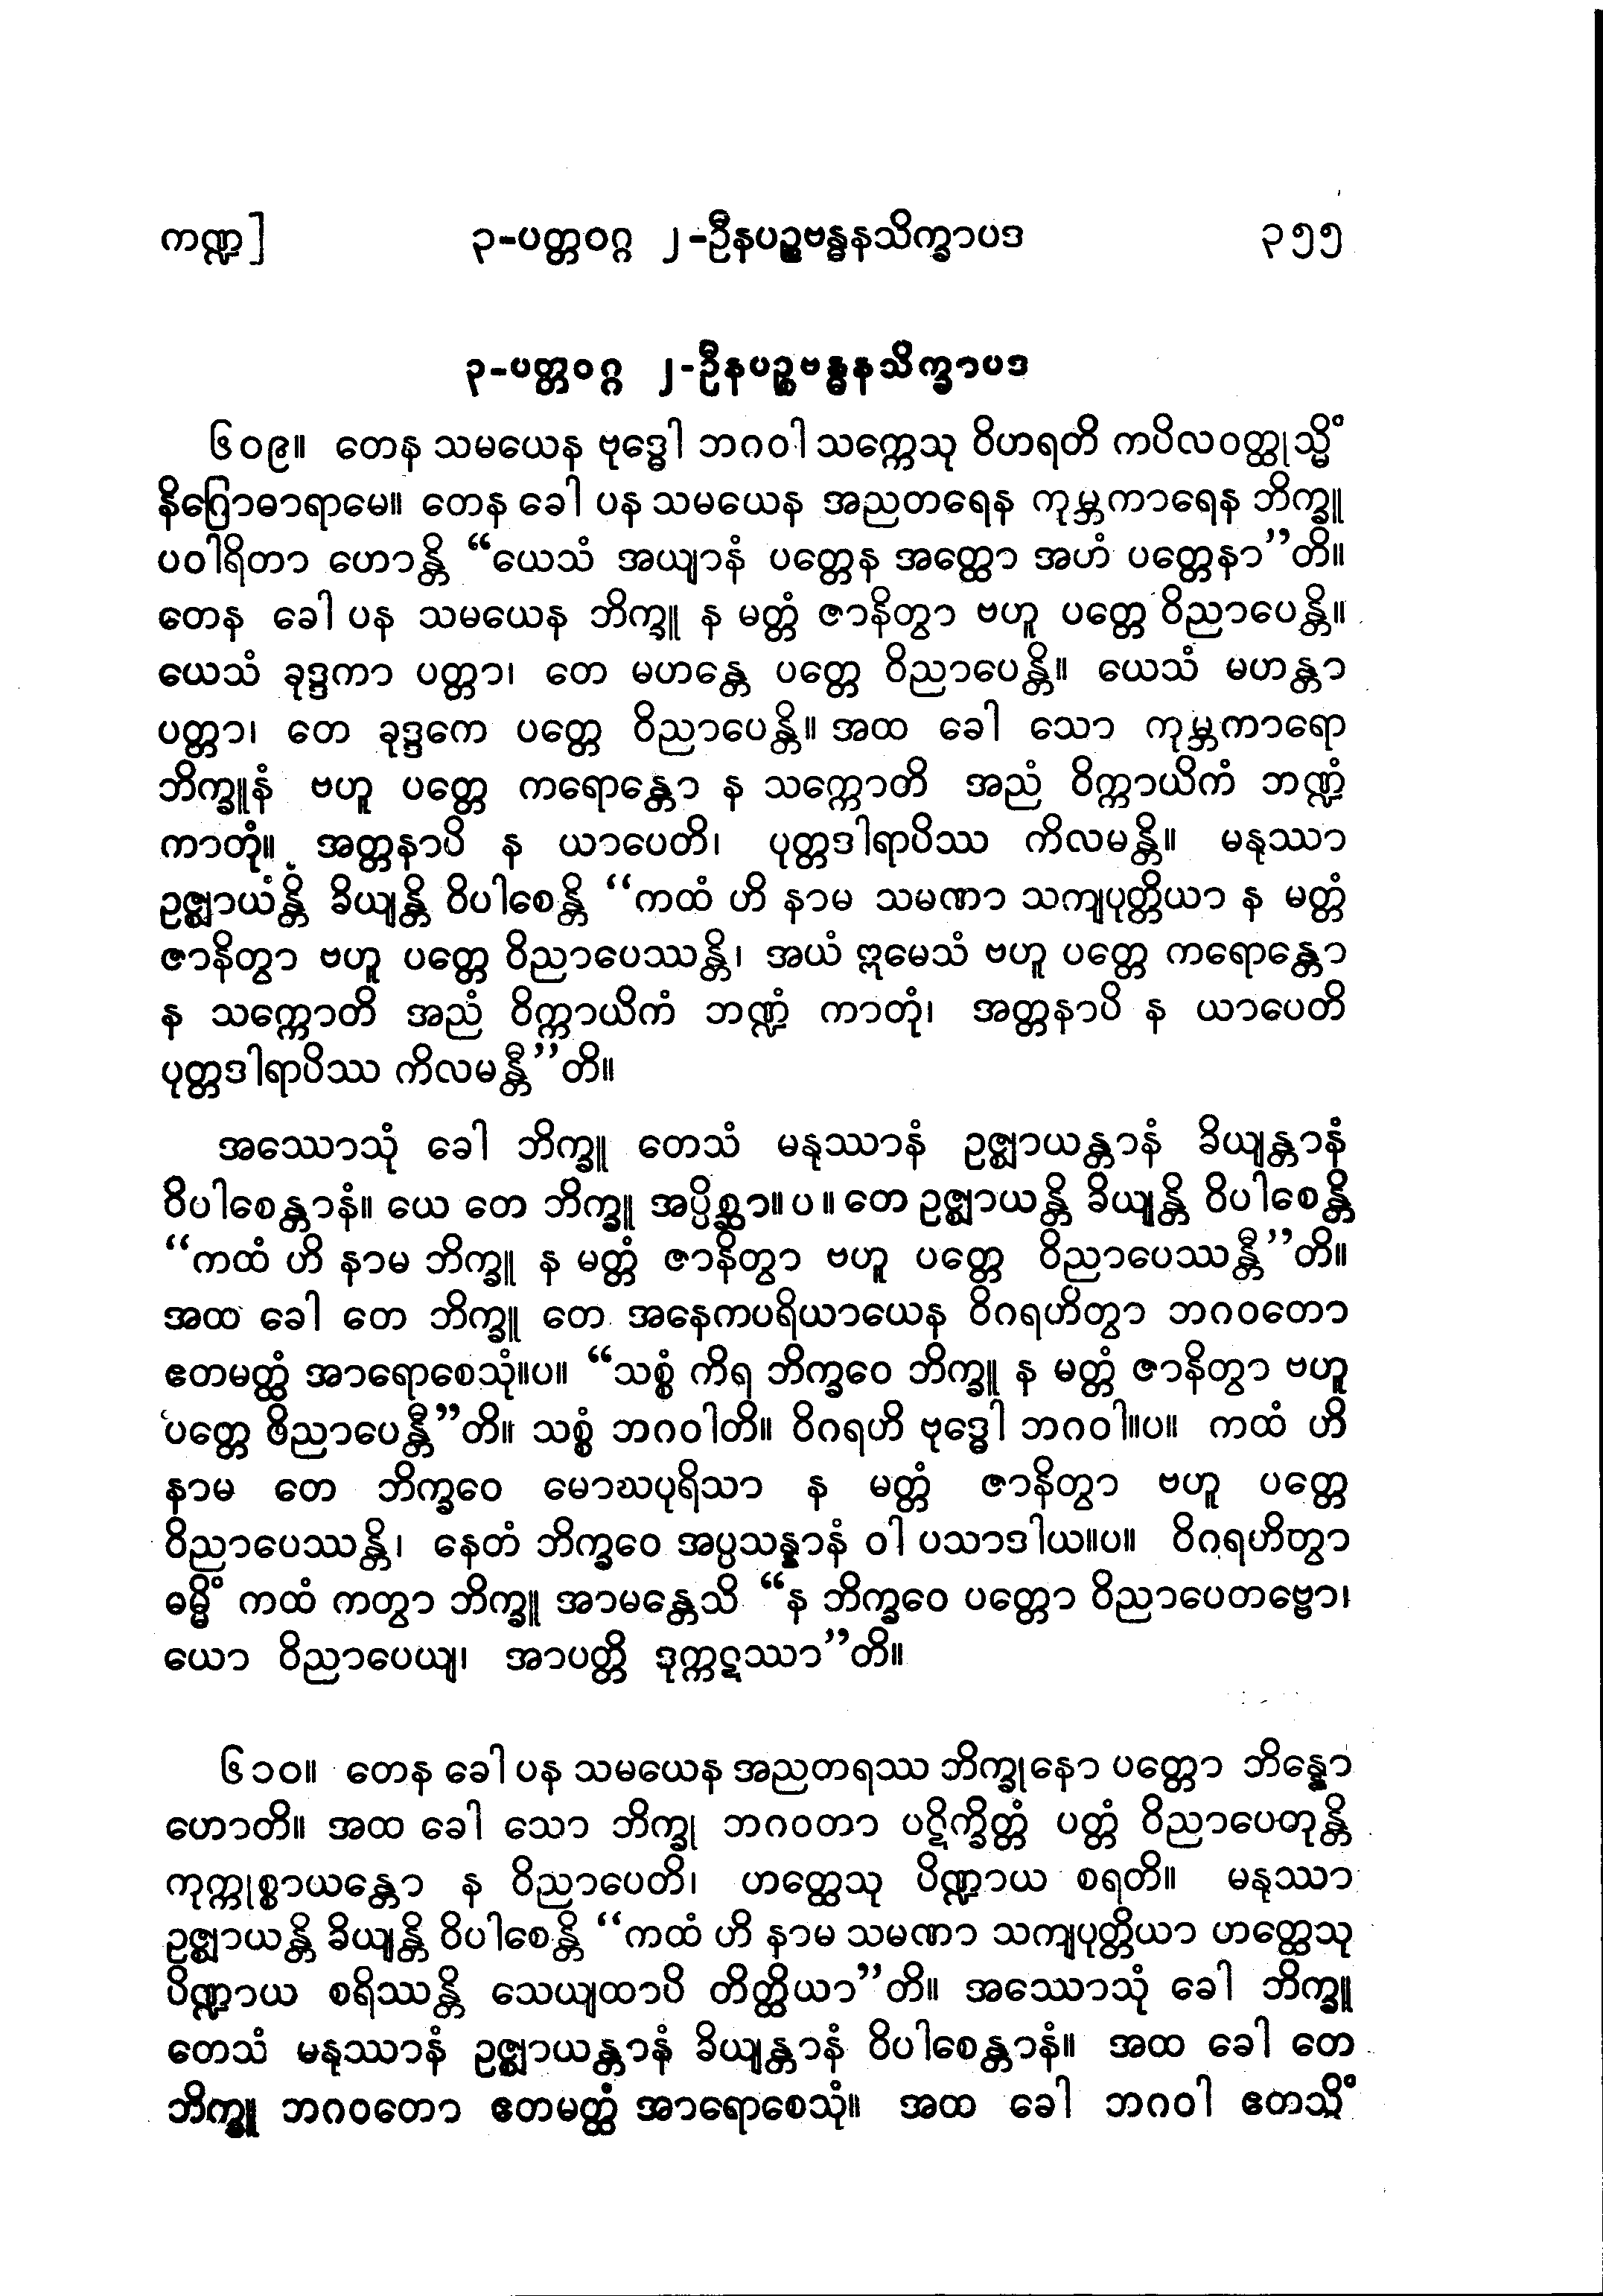 ကဏ္ဍ] ၃-ပတ္တဝဂ္ဂ ၂-ဦနပဉ္စဗန္ဓနသိက္ခာပဒ ၃၅၅
၃-ပတ္တဝဂ္ဂ ၂-ဦနပဉ္စဗန္ဓနသိက္ခာပဒ
၆၀၉။ တေန သမယေန ဗုဒ္ဓေါ ဘဂဝါ သက္ကေသု ဝိဟရတိ ကပိလဝတ္ထုသ္မိံ
နိဂြောဓာရာမေ။ တေန ခေါ ပန သမယေန အညတရေန ကုမ္ဘကာရေန ဘိက္ခူ
ပဝါရိတာ ဟောန္တိ “ယေသံ အယျာနံ ပတ္တေန အတ္ထော အဟံ ပတ္တေနာ”တိ။
တေန ခေါ ပန သမယေန ဘိက္ခူ န မတ္တံ ဇာနိတွာ ဗဟူ ပတ္တေ ဝိညာပေန္တိ။
ယေသံ ခုဒ္ဒကာ ပတ္တာ၊ တေ မဟန္တေ ပတ္တေ ဝိညာပေန္တိ။ ယေသံ မဟန္တာ
ပတ္တာ၊ တေ ခုဒ္ဒကေ ပတ္တေ ဝိညာပေန္တိ။ အထ ခေါ သော ကုမ္ဘကာရော
ဘိက္ခူနံ ဗဟူ ပတ္တေ ကရောန္တော န သက္ကောတိ အညံ ဝိက္ကာယိကံ ဘဏ္ဍံ
ကာတုံ။ အတ္တနာပိ န ယာပေတိ၊ ပုတ္တဒါရာပိဿ ကိလမန္တိ။ မနုဿာ
ဥဇ္ဈာယံန္တိ ခိယျန္တိ ဝိပါစေန္တိ “ကထံ ဟိ နာမ သမဏာ သကျပုတ္တိယာ န မတ္တံ
ဇာနိတွာ ဗဟူ ပတ္တေ ဝိညာပေဿန္တိ၊ အယံ ဣမေသံ ဗဟူ ပတ္တေ ကရောန္တော
န သက္ကောတိ အညံ ဝိက္ကာယိကံ ဘဏ္ဍံ ကာတုံ၊ အတ္တနာပိ န ယာပေတိ
ပုတ္တဒါရာပိဿ ကိလမန္တီ”တိ။
အဿောသုံ ခေါ ဘိက္ခူ တေသံ မနုဿာနံ ဥဇ္ဈာယန္တာနံ ခိယျန္တာနံ
ဝိပါစေန္တာနံ။ ယေ တေ ဘိက္ခူ အပ္ပိစ္ဆာ။ပ။ တေ ဥဇ္ဈာယန္တိ ခိယျန္တိ ဝိပါစေန္တိ
“ကထံ ဟိ နာမ ဘိက္ခူ န မတ္တံ ဇာနိတွာ ဗဟူ ပတ္တေ ဝိညာပေဿန္တီ”တိ။
အထ ခေါ တေ ဘိက္ခူ တေ အနေကပရိယာယေန ဝိဂရဟိတွာ ဘဂဝတော
ဧတမတ္ထံ အာရောစေသုံ။ပ။ “သစ္စံ ကိရ ဘိက္ခဝေ ဘိက္ခူ န မတ္တံ ဇာနိတွာ ဗဟူ
ပတ္တေ ဝိညာပေန္တီ”တိ။ သစ္စံ ဘဂဝါတိ။ ဝိဂရဟိ ဗုဒ္ဓေါ ဘဂဝါ။ပ။ ကထံ ဟိ
နာမ တေ ဘိက္ခဝေ မောဃပုရိသာ န မတ္တံ ဇာနိတွာ ဗဟူ ပတ္တေ
ဝိညာပေဿန္တိ၊ နေတံ ဘိက္ခဝေ အပ္ပသန္နာနံ ဝါ ပသာဒါယ။ပ။ ဝိဂရဟိတွာ
ဓမ္မိံ ကထံ ကတွာ ဘိက္ခူ အာမန္တေသိ “န ဘိက္ခဝေ ပတ္တော ဝိညာပေတဗ္ဗော၊
ယော ဝိညာပေယျ၊ အာပတ္တိ ဒုက္ကဋဿာ”တိ။
၆၁၀။ တေန ခေါ ပန သမယေန အညတရဿ ဘိက္ခုနော ပတ္တော ဘိန္နော
ဟောတိ။ အထ ခေါ သော ဘိက္ခု ဘဂဝတာ ပဋိက္ခိတ္တံ ပတ္တံ ဝိညာပေတုန္တိ
ကုက္ကုစ္စာယန္တော န ဝိညာပေတိ၊ ဟတ္ထေသု ပိဏ္ဍာယ စရတိ။ မနုဿာ
ဥဇ္ဈာယန္တိ ခိယျန္တိ ဝိပါစေန္တိ “ကထံ ဟိ နာမ သမဏာ သကျပုတ္တိယာ ဟတ္ထေသု
ပိဏ္ဍာယ စရိဿန္တိ သေယျထာပိ တိတ္ထိယာ”တိ။ အဿောသုံ ခေါ ဘိက္ခူ
တေသံ မနုဿာနံ ဥဇ္ဈာယန္တာနံ ခိယျန္တာနံ ဝိပါစေန္တာနံ။ အထ ခေါ တေ
ဘိက္ခူ ဘဂဝတော ဧတမတ္ထံ အာရောစေသုံ။ အထ ခေါ ဘဂဝါ ဧတသ္မိံ